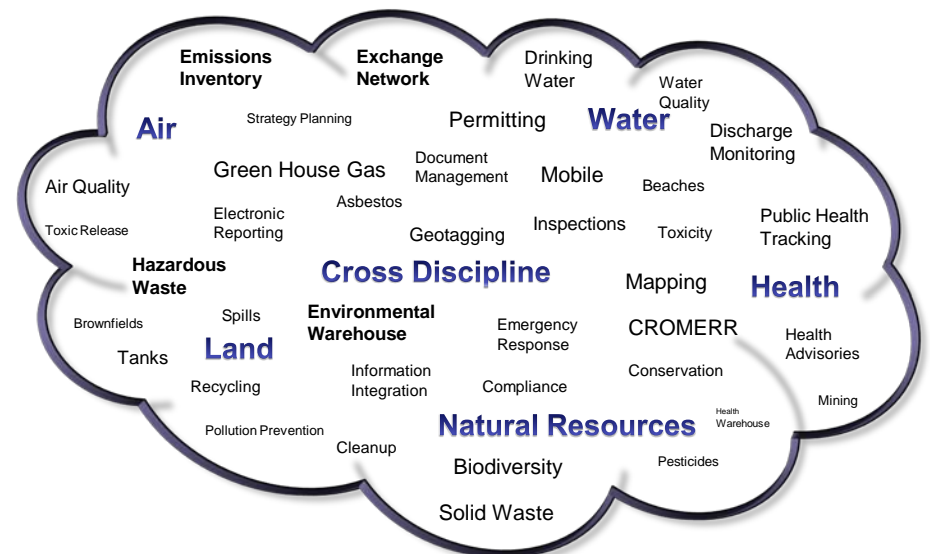 Emissions
Inventory
Exchange
Network
Drinking
Water
Water
Quality
Air
Strategy Planning
Permitting
Water
Discharge
Monitoring
Air Quality
Green House Gas
Document
Management
Mobile
Beaches
Asbestos
Toxic Release
Electronic
Reporting
Geotagging
Inspections
Toxicity
Public Health
Tracking
Hazardous
Waste
Cross Discipline
Mapping
Health
Brownfields
Spills
Environmental
Warehouse
Emergency
Response
CROMERR
Health
Advisories
Tanks
Land
Recycling
Information
Integration
Compliance
Conservation
Mining
Pollution Prevention
Cleanup
Natural Resources
Health
Warehouse
Biodiversity
Pesticides
Solid Waste